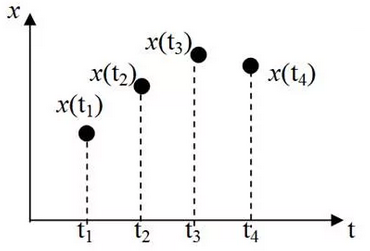 x
x(t₃)
x(t₂)
x(t₄)
x(t₁)
t₁ t₂ t₃ t₄ t